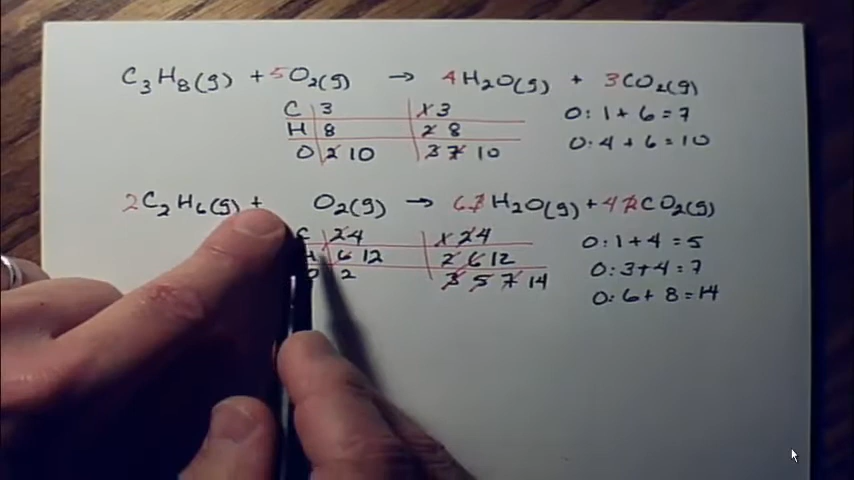 C3H8(g) + 5O2(g) → 4H2O(g) + 3CO2(g)
C 3 1 3 O: 1 + 6 = 7
H 8 2 8 O: 4 + 6 = 10
O 2 10 3 7 10
2C2H6(g) + O2(g) → 6 3 H2O(g) + 4 2 CO2(g)
C 2 4 1 2 4 O: 1 + 4 = 5
H 6 12 2 6 12 O: 3 + 4 = 7
O 2 3 5 7 14 O: 6 + 8 = 14